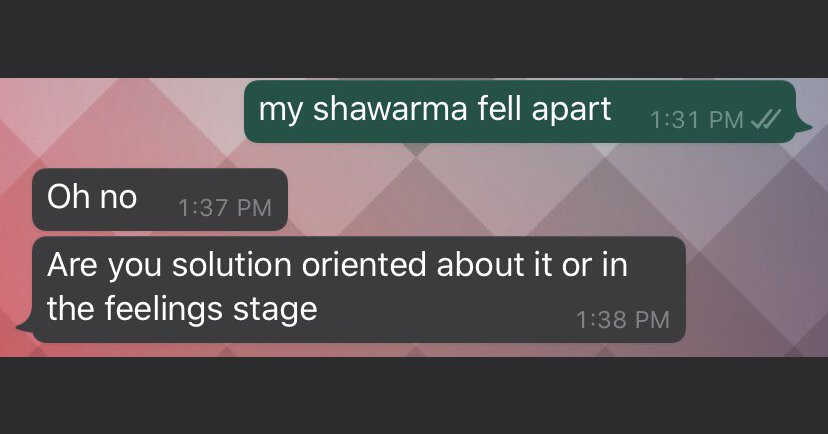 my shawarma fell apart 1:31 PM
Oh no 1:37 PM
Are you solution oriented about it or in
the feelings stage 1:38 PM